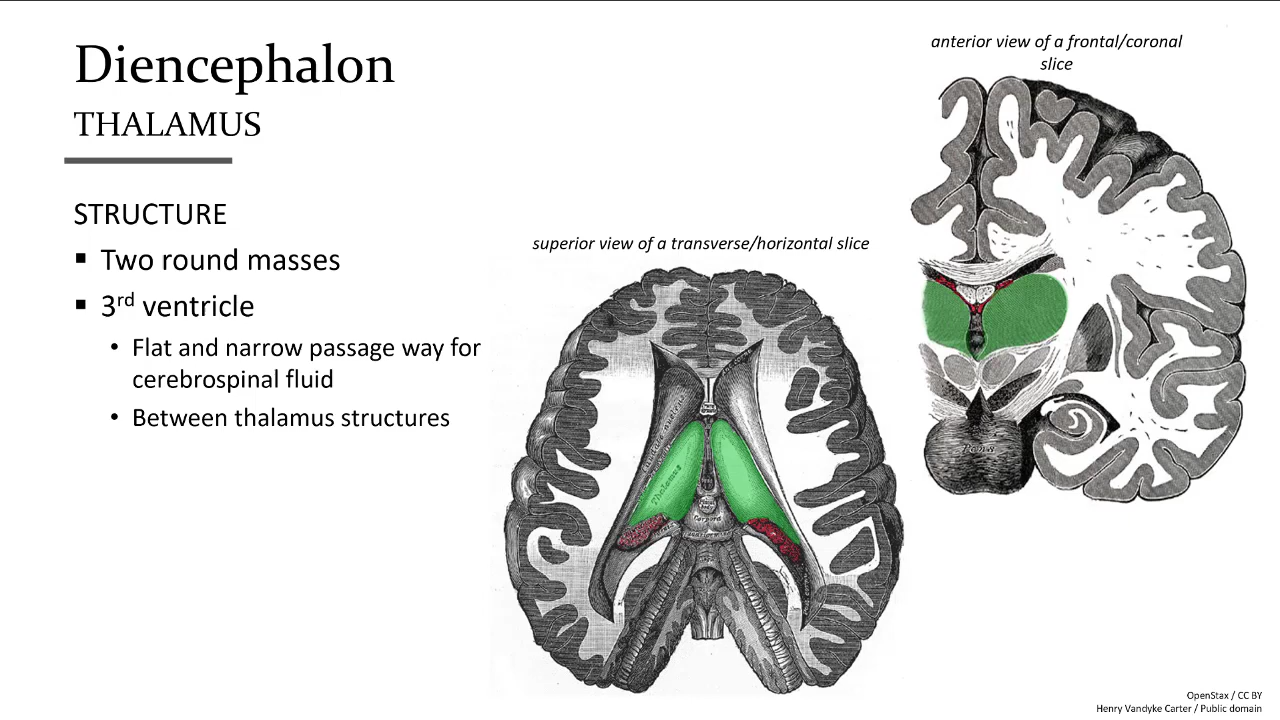 Diencephalon
THALAMUS
STRUCTURE
▪ Two round masses
▪ 3rd ventricle
• Flat and narrow passage way for
cerebrospinal fluid
• Between thalamus structures
superior view of a transverse/horizontal slice
Thalamus
Corpora
anterior view of a frontal/coronal
slice
Pons
OpenStax / CC BY
Henry Vandyke Carter / Public domain